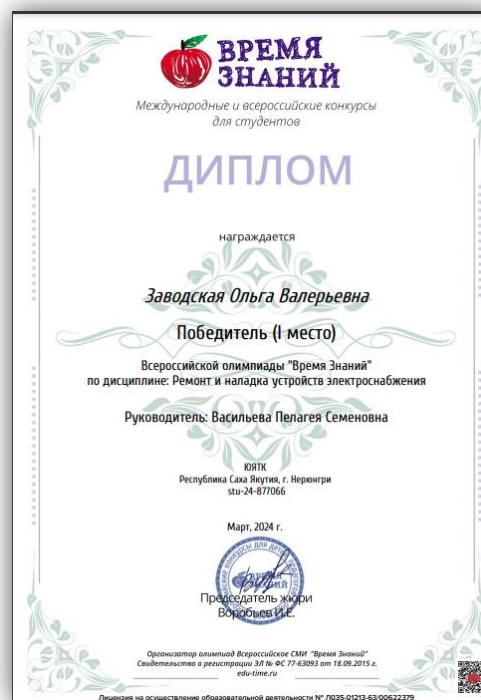 ВРЕМЯ
ЗНАНИЙ
Международные и всероссийские конкурсы
для студентов
ДИПЛОМ
награждается
Заводская Ольга Валерьевна
Победитель (I место)
Всероссийской олимпиады "Время Знаний"
по дисциплине: Ремонт и наладка устройств электроснабжения
Руководитель: Васильева Пелагея Семеновна
ЮЯТК
Республика Саха Якутия, г. Нерюнгри
stu-24-877066
Март, 2024 г.
ВРЕМЯ
ЗНАНИЙ
Председатель жюри
Воробьев И.Е.
Организатор олимпиад Всероссийское СМИ "Время Знаний"
Свидетельство о регистрации ЭЛ № ФС 77-63093 от 18.09.2015 г.
edu-time.ru
Лицензия на осуществление образовательной деятельности № Л035-01213-63/00622379